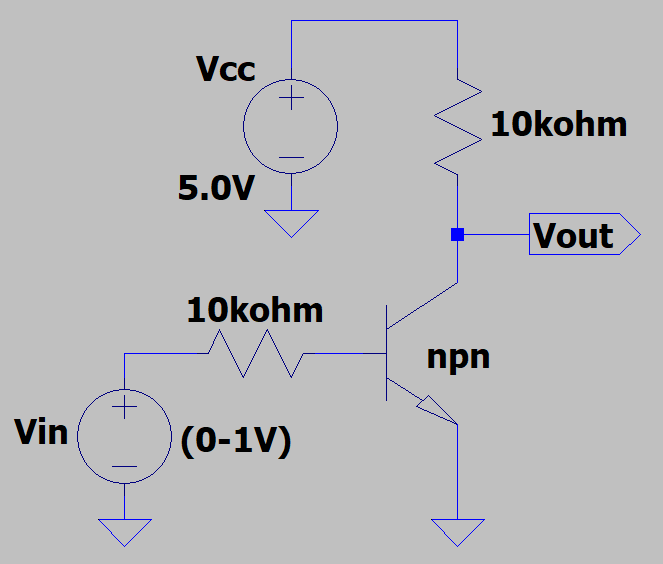 Vcc
+
10kohm
5.0V
Vout
10kohm
npn
Vin
+
(0-1V)